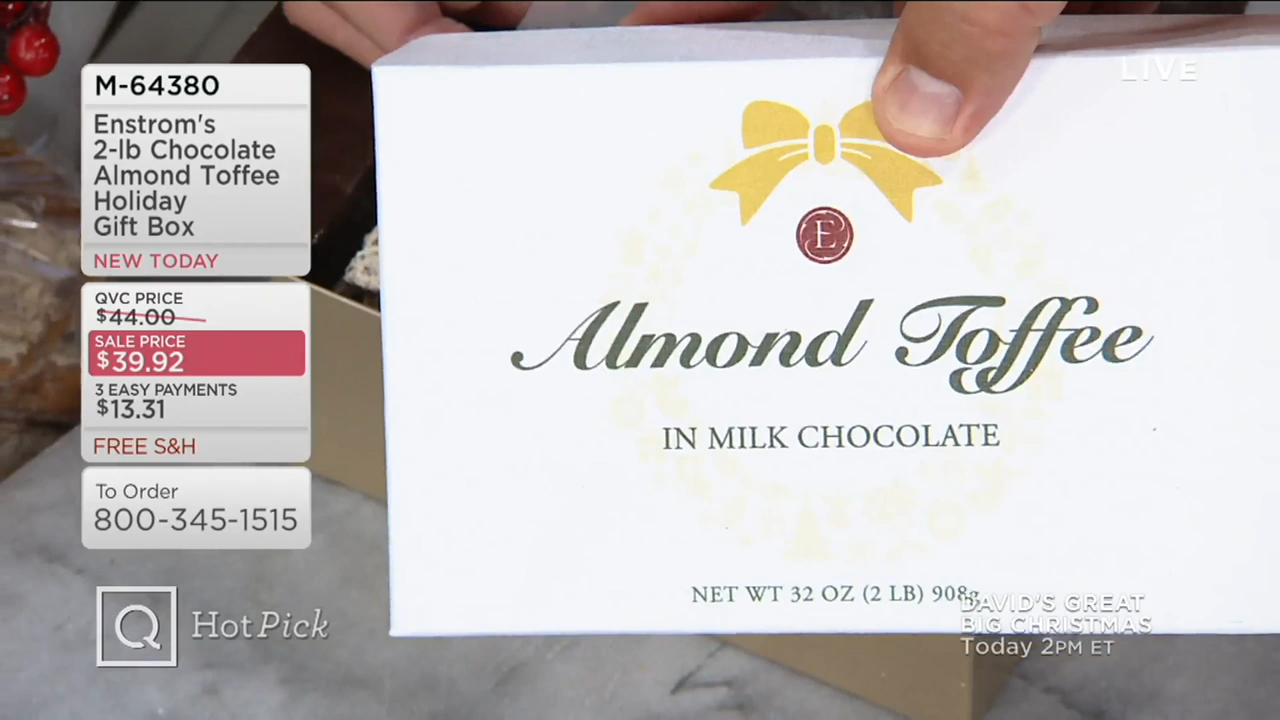 M-64380
Enstrom's
2-lb Chocolate
Almond Toffee
Holiday
Gift Box
NEW TODAY
QVC PRICE
$44.00
SALE PRICE
$39.92
3 EASY PAYMENTS
$13.31
FREE S&H
To Order
800-345-1515
Q HotPick
LIVE
E
Almond Toffee
IN MILK CHOCOLATE
NET WT 32 OZ (2 LB) 908g
DAVID'S GREAT
BIG CHRISTMAS
Today 2PM ET